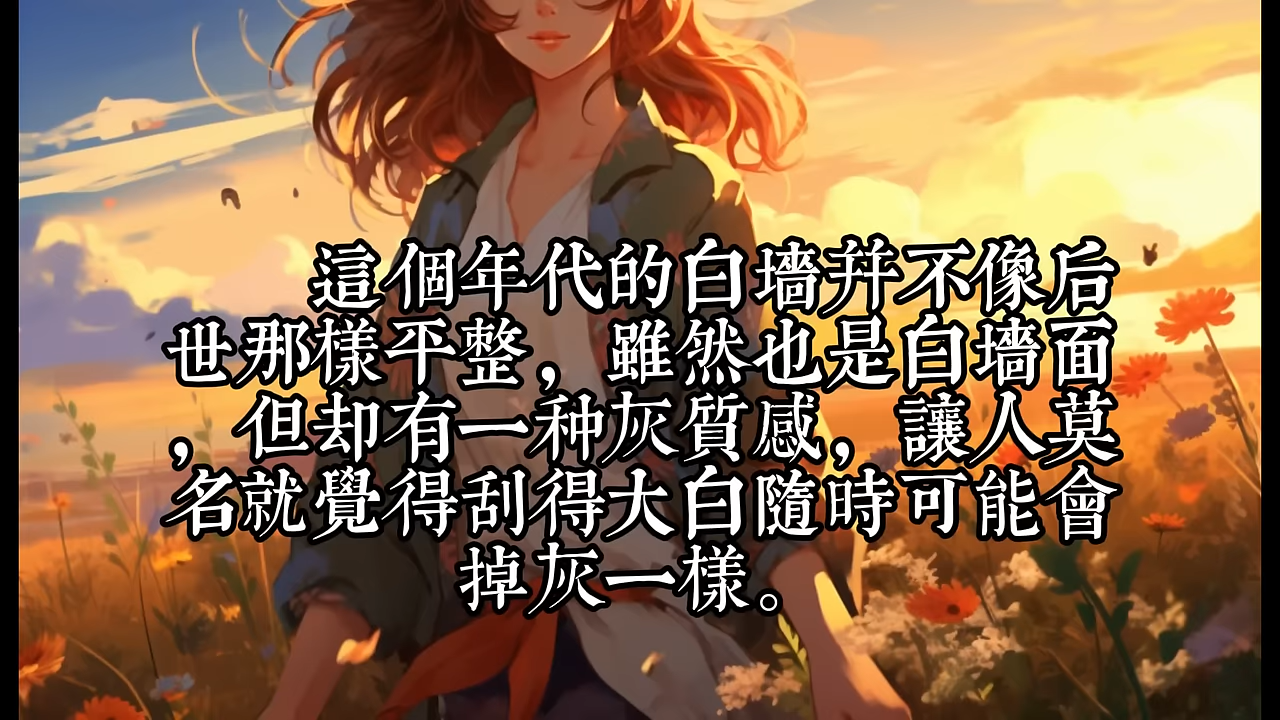 這個年代的白墻并不像后
世那樣平整，雖然也是白墻面
，但却有一种灰質感，讓人莫
名就覺得刮得大白隨時可能會
掉灰一樣。